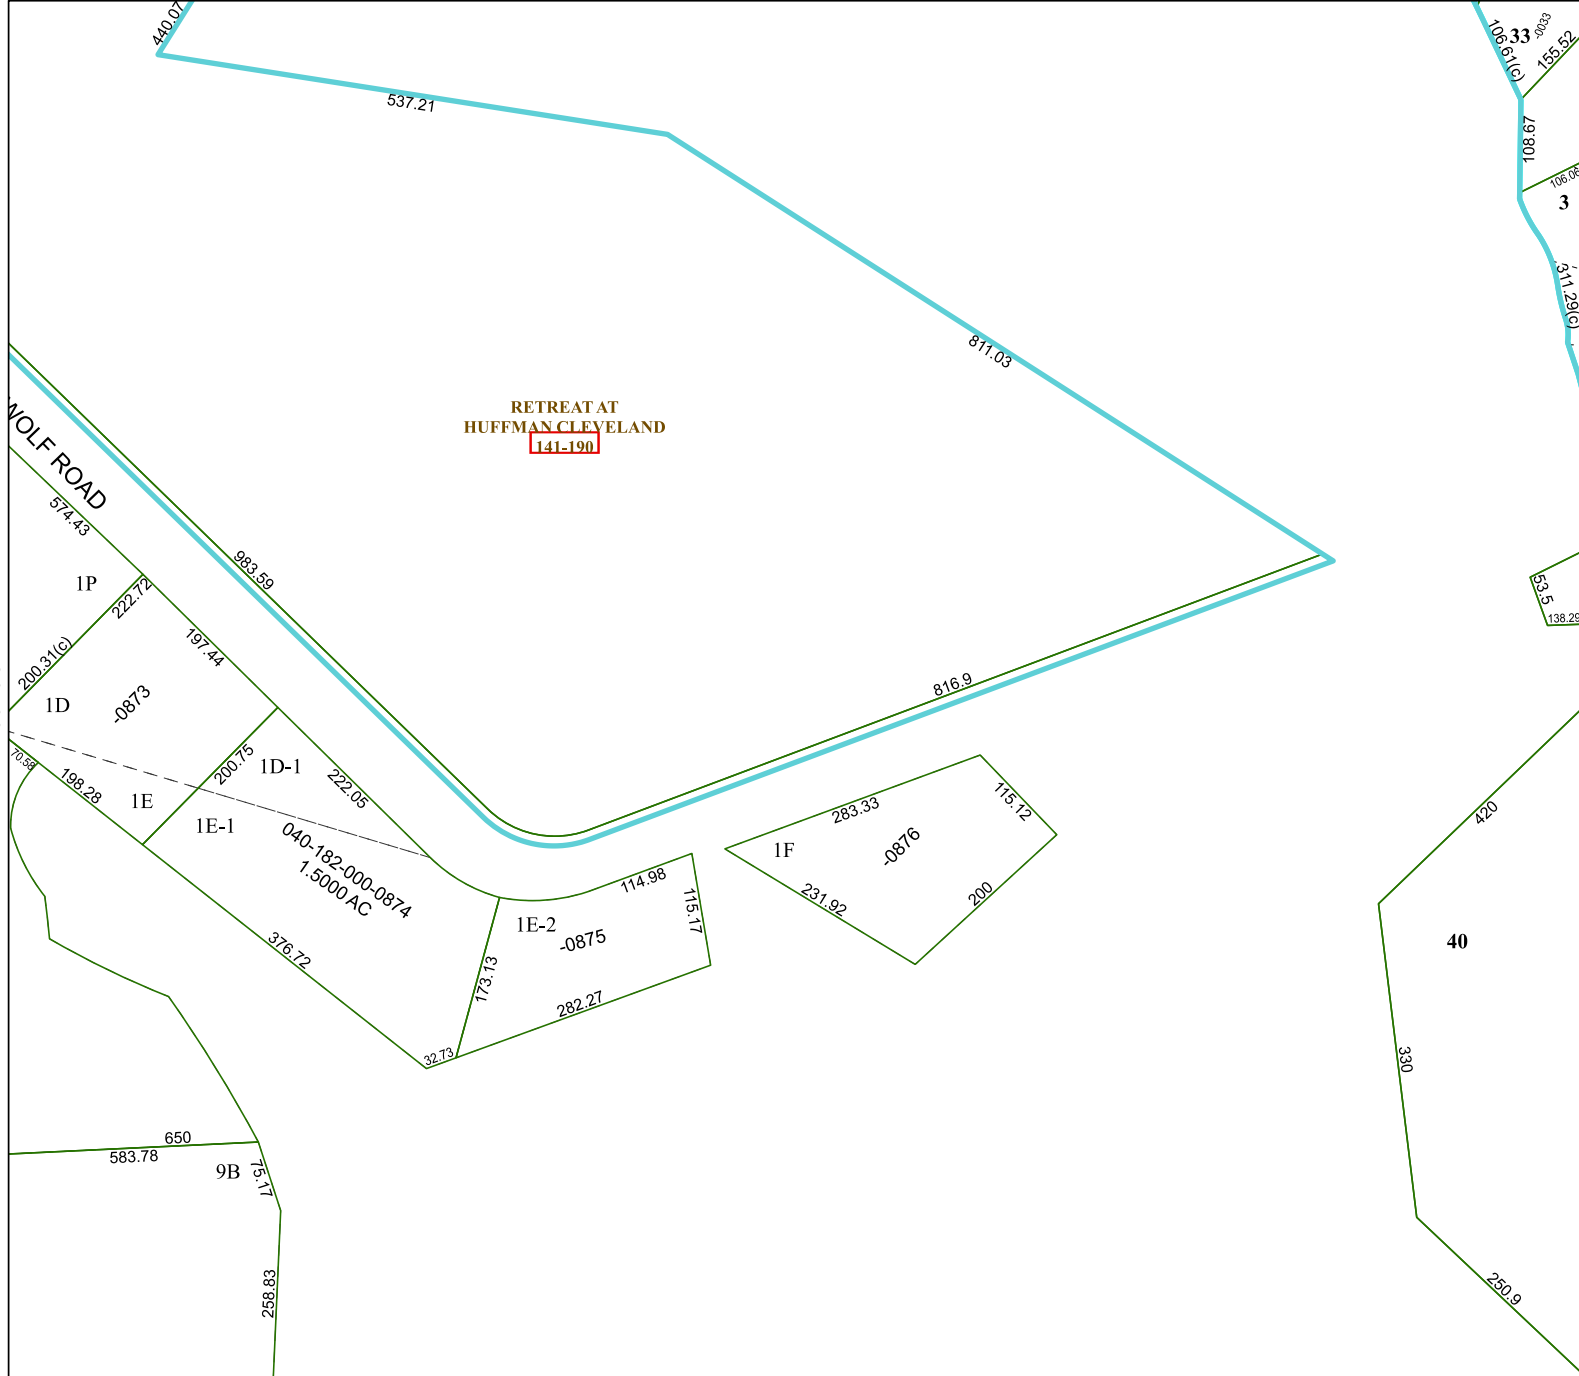 440.07
537.21
106.61(c)
33
-0033
155.52
108.67
106.06
3
311.29(c)
811.03
RETREAT AT
HUFFMAN CLEVELAND
141-190
WOLF ROAD
574.43
983.59
1P
222.72
200.31(c)
197.44
1D
-0873
53.5
138.29
816.9
70.58
198.28
1E
200.75
1D-1
222.05
1E-1
040-182-000-0874
1.5000 AC
283.33
115.12
1F
-0876
231.92
200
420
114.98
115.17
1E-2
-0875
376.72
173.13
282.27
32.73
40
330
650
583.78
9B
75.17
258.83
250.9